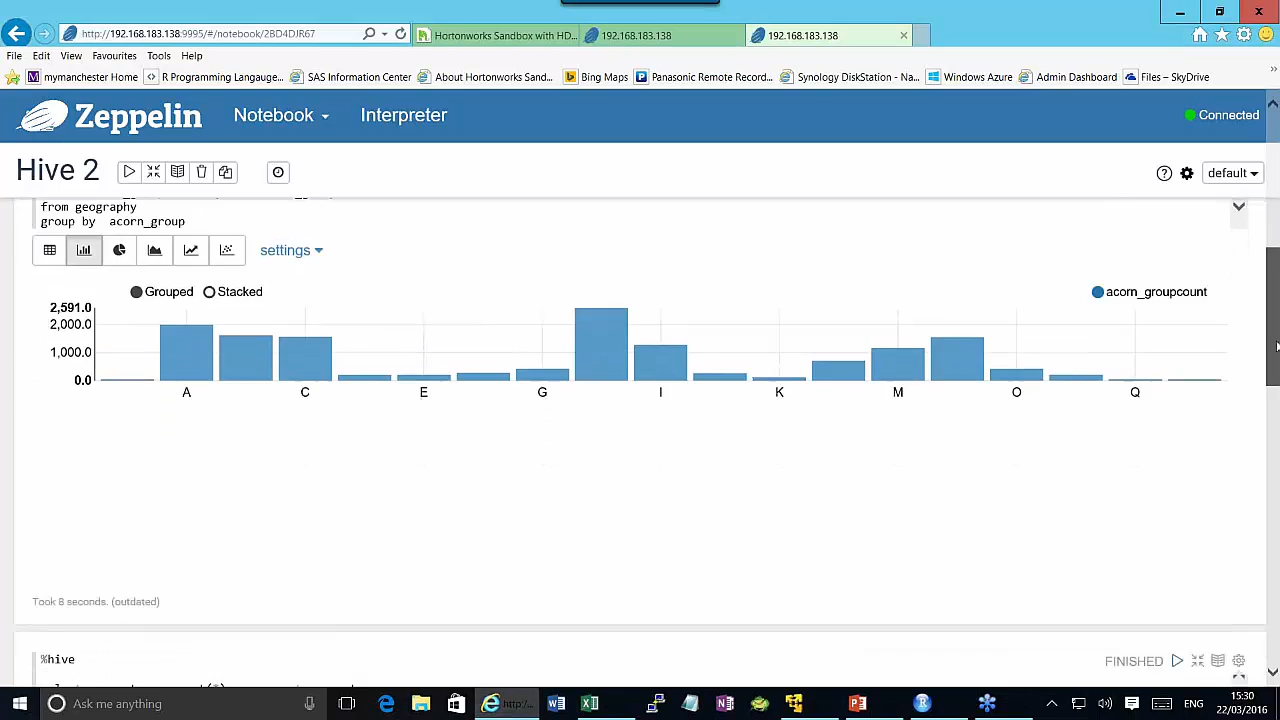 http://192.168.183.138:9995/#/notebook/2BD4DJR67
Hortonworks Sandbox with HD...
192.168.183.138
192.168.183.138
File Edit View Favourites Tools Help
mymanchester Home R Programming Langauge... SAS Information Center About Hortonworks Sand... Bing Maps Panasonic Remote Record... Synology DiskStation - Na... Windows Azure Admin Dashboard Files – SkyDrive
Zeppelin Notebook Interpreter Connected
Hive 2 default
from geography
group by acorn_group
settings
Grouped Stacked acorn_groupcount
2,591.0
2,000.0
1,000.0
0.0
A C E G I K M O Q
Took 8 seconds. (outdated)
%hive FINISHED
Ask me anything
ENG
15:30
22/03/2016